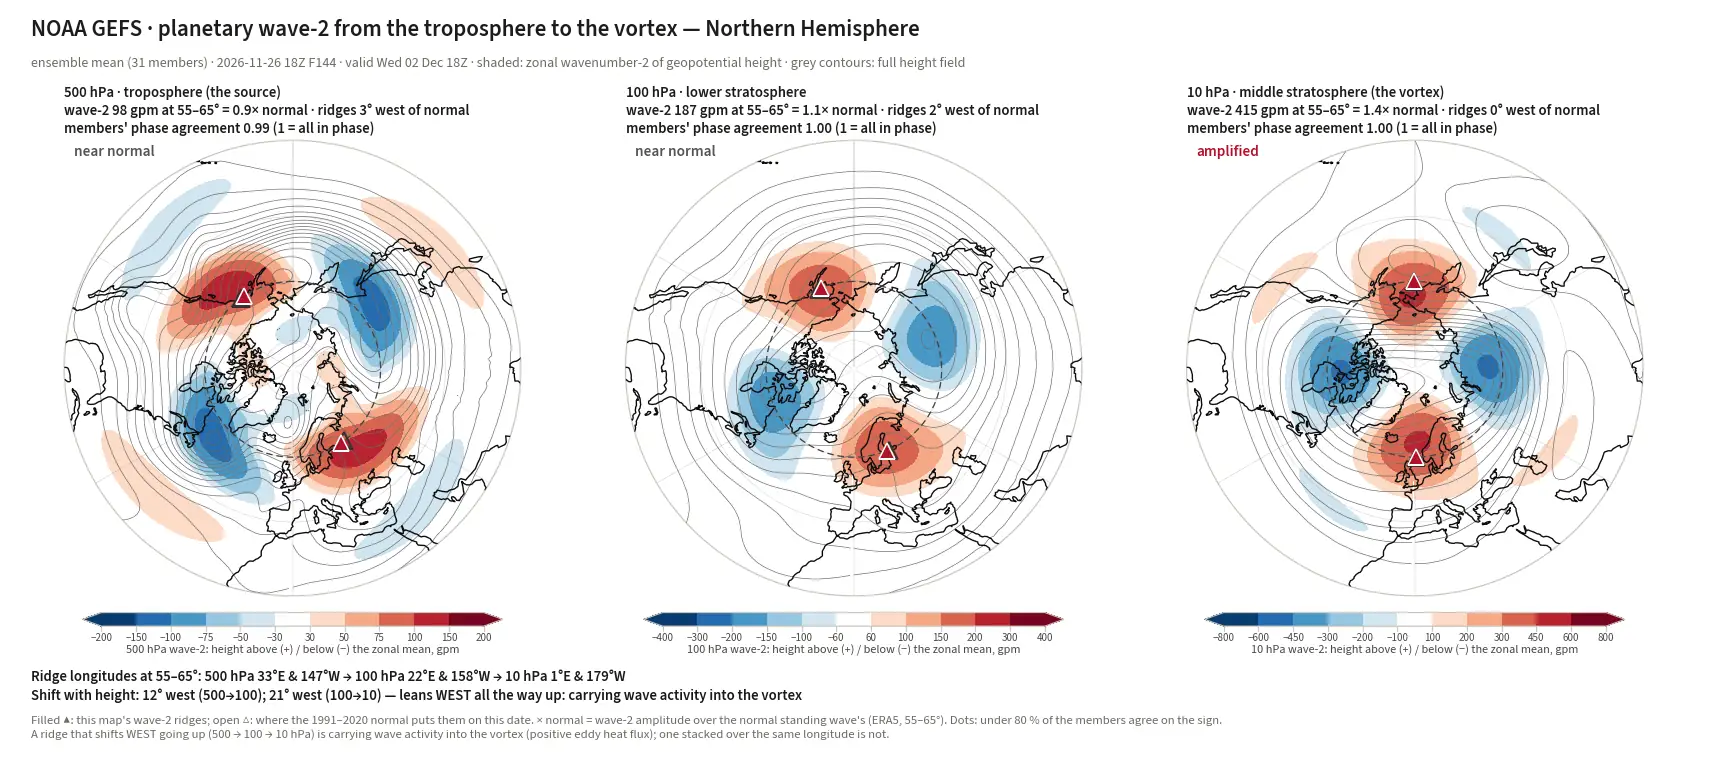 NOAA GEFS · planetary wave-2 from the troposphere to the vortex — Northern Hemisphere
ensemble mean (31 members) · 2026-11-26 18Z F144 · valid Wed 02 Dec 18Z · shaded: zonal wavenumber-2 of geopotential height · grey contours: full height field
500 hPa · troposphere (the source)
wave-2 98 gpm at 55–65° = 0.9× normal · ridges 3° west of normal
members' phase agreement 0.99 (1 = all in phase)
near normal
100 hPa · lower stratosphere
wave-2 187 gpm at 55–65° = 1.1× normal · ridges 2° west of normal
members' phase agreement 1.00 (1 = all in phase)
near normal
10 hPa · middle stratosphere (the vortex)
wave-2 415 gpm at 55–65° = 1.4× normal · ridges 0° west of normal
members' phase agreement 1.00 (1 = all in phase)
amplified
−200 −150 −100 −75 −50 −30 30 50 75 100 150 200
500 hPa wave-2: height above (+) / below (−) the zonal mean, gpm
−400 −300 −200 −150 −100 −60 60 100 150 200 300 400
100 hPa wave-2: height above (+) / below (−) the zonal mean, gpm
−800 −600 −450 −300 −200 −100 100 200 300 450 600 800
10 hPa wave-2: height above (+) / below (−) the zonal mean, gpm
Ridge longitudes at 55–65°: 500 hPa 33°E & 147°W → 100 hPa 22°E & 158°W → 10 hPa 1°E & 179°W
Shift with height: 12° west (500→100); 21° west (100→10) — leans WEST all the way up: carrying wave activity into the vortex
Filled ▲: this map's wave-2 ridges; open △: where the 1991–2020 normal puts them on this date. × normal = wave-2 amplitude over the normal standing wave's (ERA5, 55–65°). Dots: under 80 % of the members agree on the sign.
A ridge that shifts WEST going up (500 → 100 → 10 hPa) is carrying wave activity into the vortex (positive eddy heat flux); one stacked over the same longitude is not.